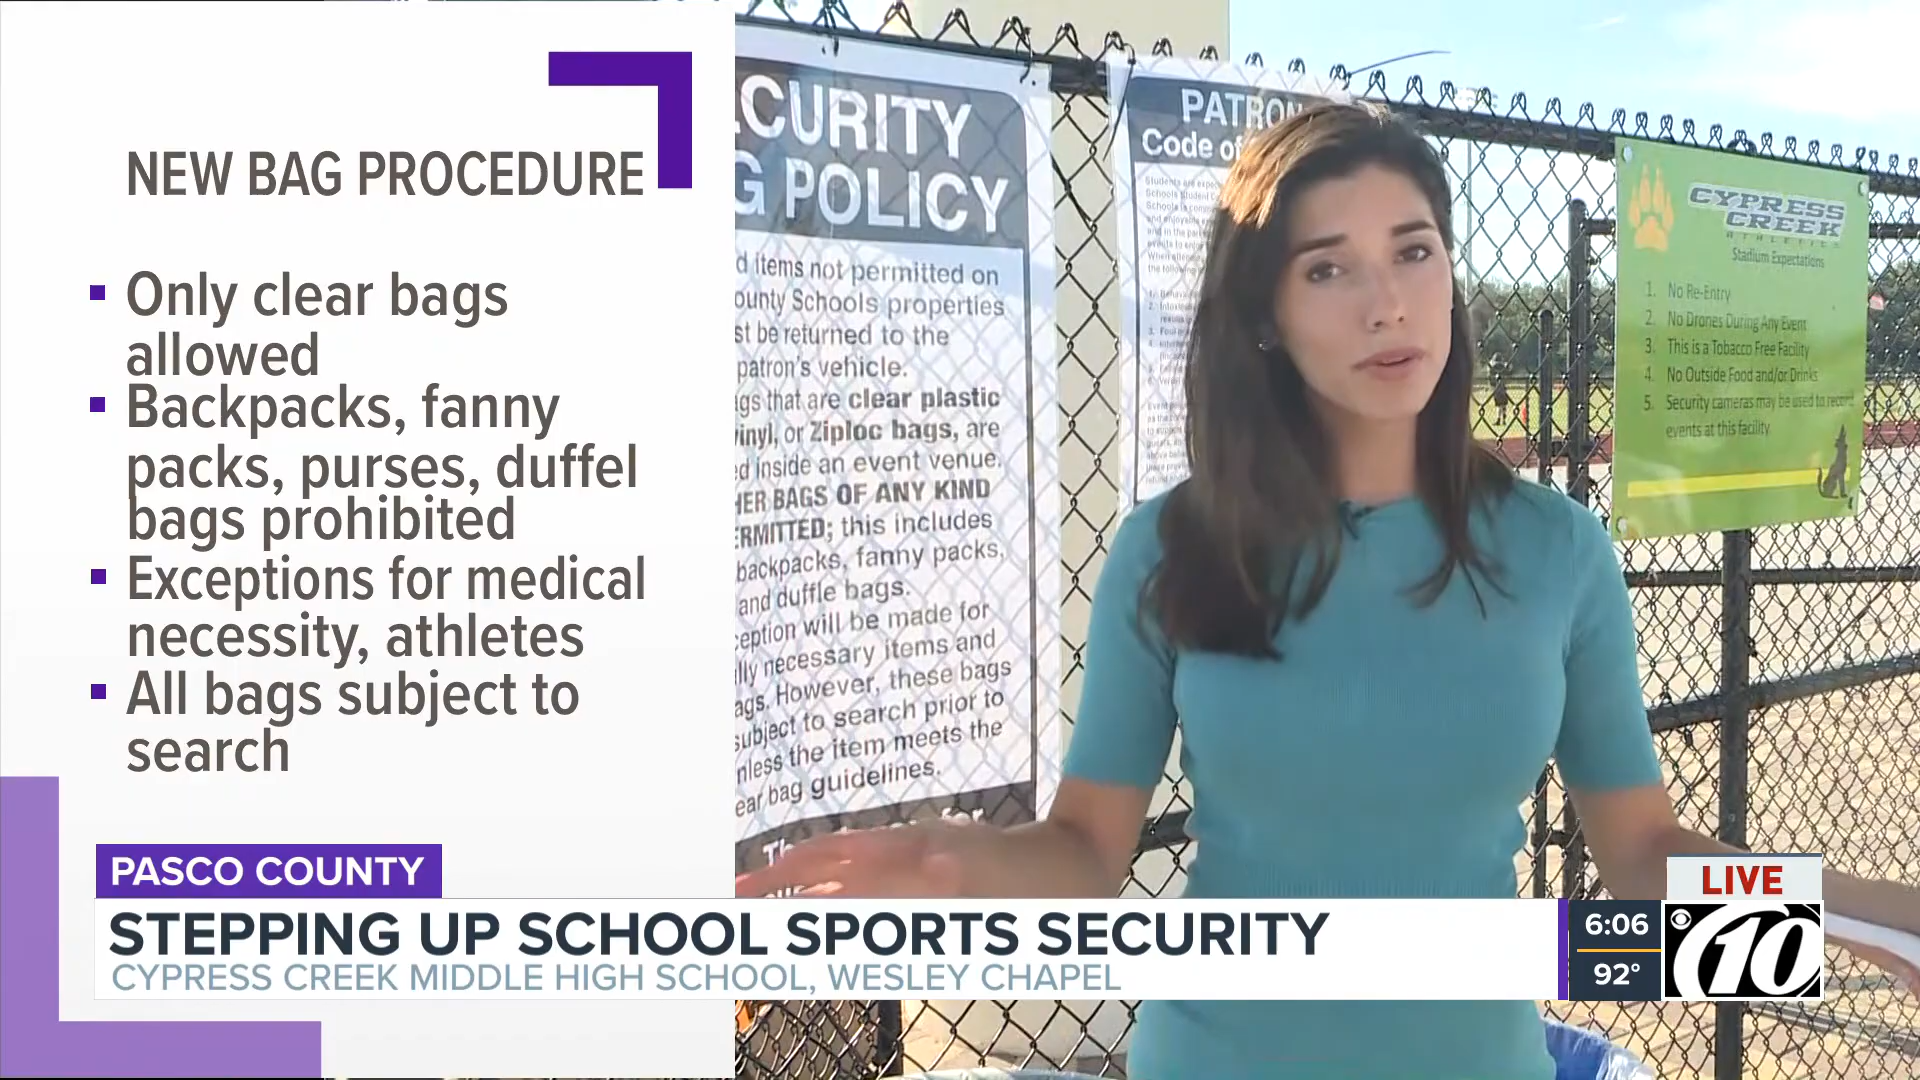 NEW BAG PROCEDURE
Only clear bags
allowed
Backpacks, fanny
packs, purses, duffel
bags prohibited
Exceptions for medical
necessity, athletes
All bags subject to
search
CURITY
G POLICY
d items not permitted on
ounty Schools properties
st be returned to the
patron's vehicle.
gs that are clear plastic
vinyl, or Ziploc bags, are
ed inside an event venue.
HER BAGS OF ANY KIND
ERMITTED; this includes
backpacks, fanny packs,
and duffle bags.
eption will be made for
lly necessary items and
ags. However, these bags
subject to search prior to
nless the item meets the
ear bag guidelines.
PATRON
Code of
CYPRESS
CREEK
ATHLETICS
Stadium Expectations
1. No Re-Entry
2. No Drones During Any Event
3. This is a Tobacco Free Facility
4. No Outside Food and/or Drinks
5. Security cameras may be used to record
events at this facility
PASCO COUNTY
STEPPING UP SCHOOL SPORTS SECURITY
CYPRESS CREEK MIDDLE HIGH SCHOOL, WESLEY CHAPEL
LIVE
6:06
92°
10